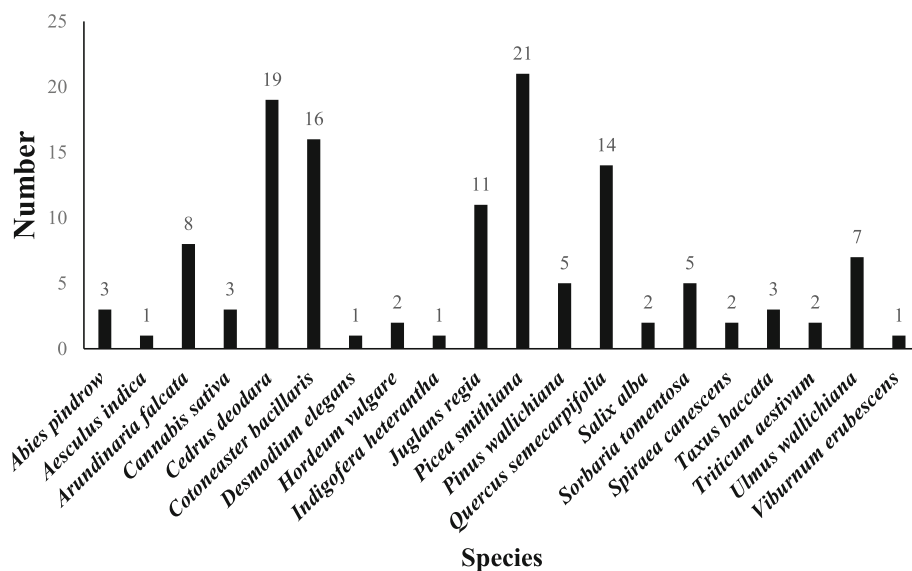 25
20
15
10
5
0
Number
3
1
8
3
19
16
1
2
1
11
21
5
14
2
5
2
3
2
7
1
Abies pindrow
Aesculus indica
Arundinaria falcata
Cannabis sativa
Cedrus deodara
Cotoneaster bacillaris
Desmodium elegans
Hordeum vulgare
Indigofera heterantha
Juglans regia
Picea smithiana
Pinus wallichiana
Quercus semecarpifolia
Salix alba
Sorbaria tomentosa
Spiraea canescens
Taxus baccata
Triticum aestivum
Ulmus wallichiana
Viburnum erubescens
Species